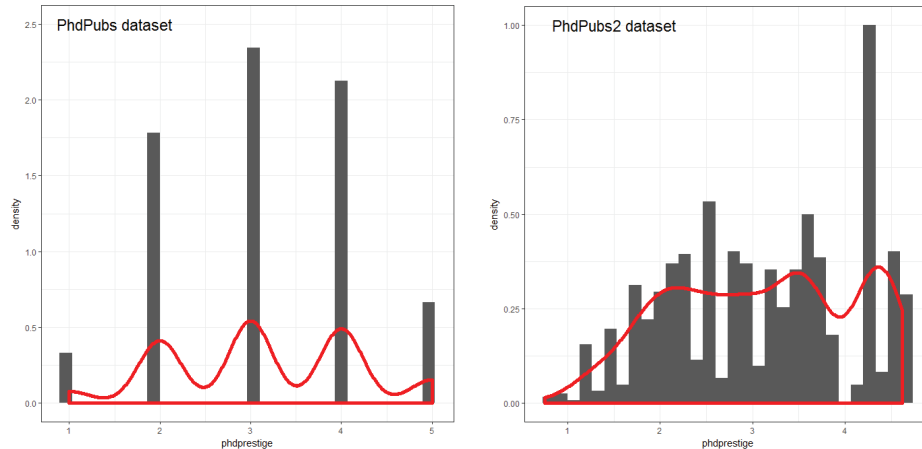 PhdPubs dataset
2.5
2.0
1.5
1.0
0.5
0.0
density
1 2 3 4 5
phdprestige
PhdPubs2 dataset
1.00
0.75
0.50
0.25
0.00
density
1 2 3 4
phdprestige